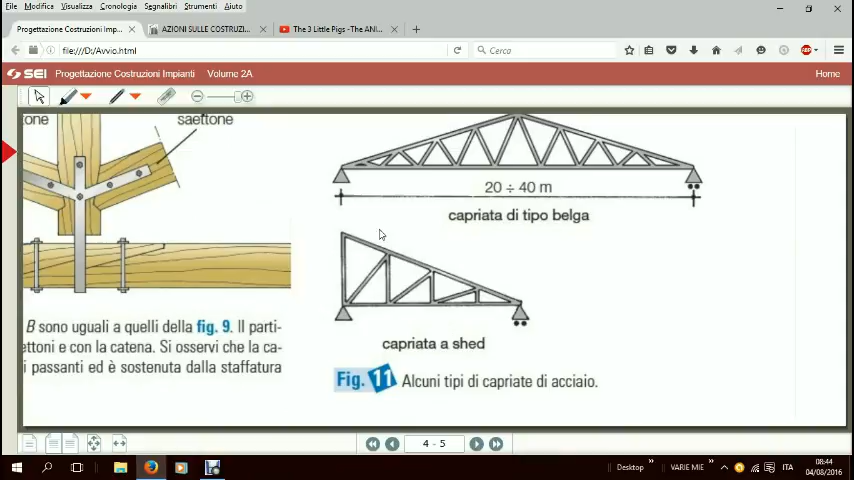 File Modifica Visualizza Cronologia Segnalibri Strumenti Aiuto
Progettazione Costruzioni Imp...
AZIONI SULLE COSTRUZI...
The 3 Little Pigs -The ANI...
file:///D:/Avvio.html
Cerca
ABP
SEI Progettazione Costruzioni Impianti Volume 2A Home
tone
saettone
20 ÷ 40 m
capriata di tipo belga
capriata a shed
B sono uguali a quelli della fig. 9. Il parti-
ettoni e con la catena. Si osservi che la ca-
i passanti ed è sostenuta dalla staffatura
Fig. 11 Alcuni tipi di capriate di acciaio.
4 - 5
Desktop
VARIE MIE
ITA
08:44
04/08/2016